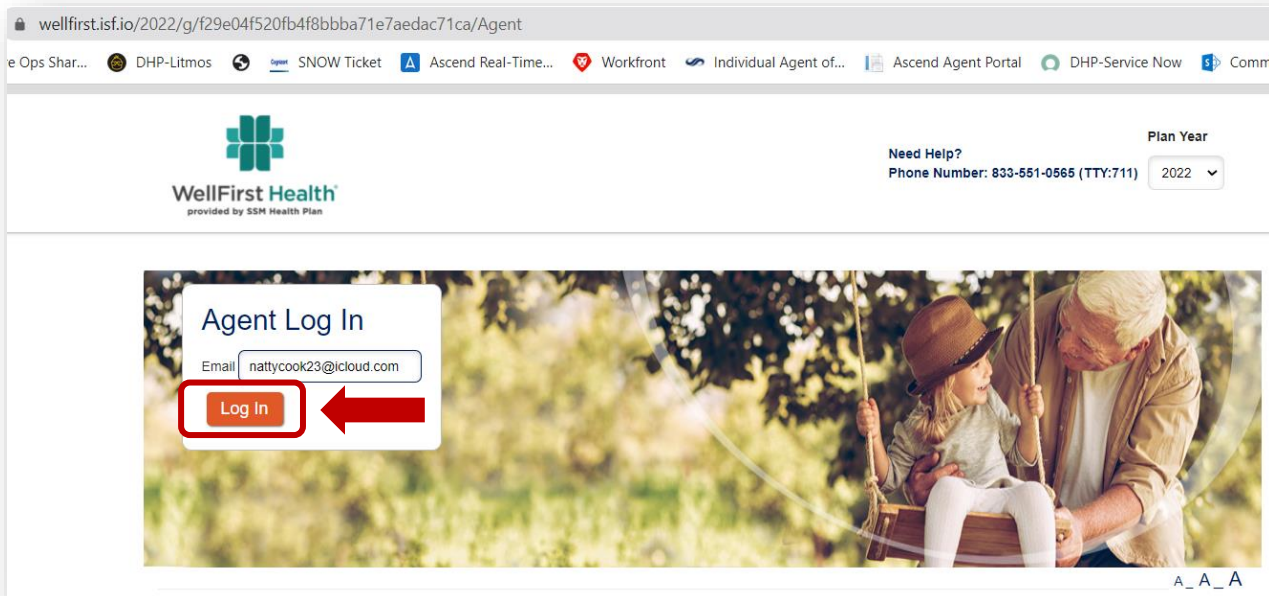 wellfirst.isf.io/2022/g/f29e04f520fb4f8bbba71e7aedac71ca/Agent
e Ops Shar... DHP-Litmos SNOW Ticket Ascend Real-Time... Workfront Individual Agent of... Ascend Agent Portal DHP-Service Now Comm
WellFirst Health
provided by SSM Health Plan
Need Help?
Phone Number: 833-551-0565 (TTY:711)
Plan Year
2022
Agent Log In
Email nattycook23@icloud.com
Log In
A_ A_ A